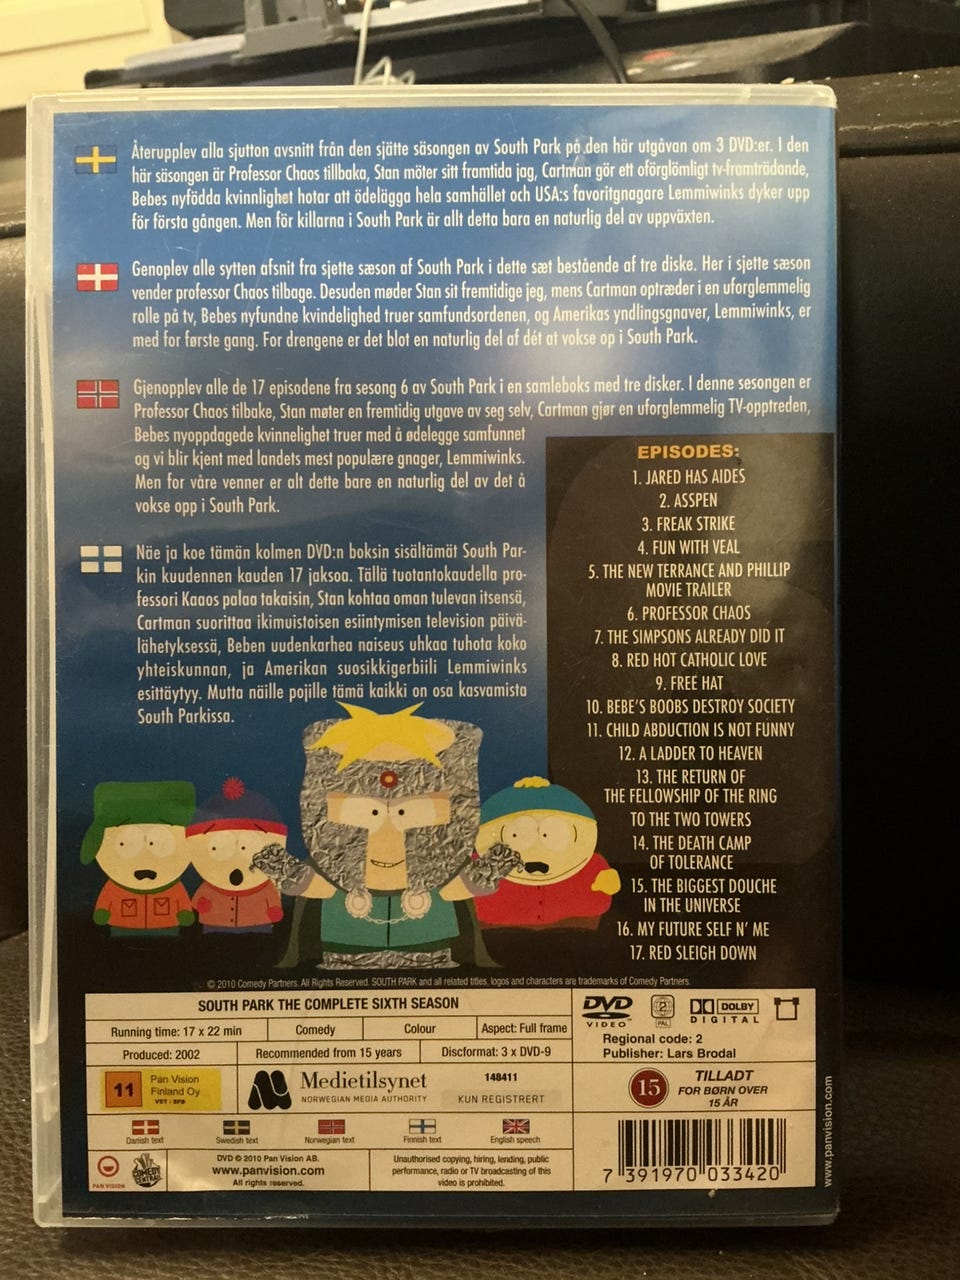 Återupplev alla sjutton avsnitt från den sjätte säsongen av South Park på den här utgåvan om 3 DVD:er. I den
här säsongen är Professor Chaos tillbaka, Stan möter sitt framtida jag, Cartman gör ett oförglömligt tv-framträdande,
Bebes nyfödda kvinnlighet hotar att ödelägga hela samhället och USA:s favoritgnagare Lemmiwinks dyker upp
för första gången. Men för killarna i South Park är allt detta bara en naturlig del av uppväxten.
Genoplev alle sytten afsnit fra sjette sæson af South Park i dette sæt bestående af tre diske. Her i sjette sæson
vender professor Chaos tilbage. Desuden møder Stan sit fremtidige jeg, mens Cartman optræder i en uforglemmelig
rolle på tv, Bebes nyfundne kvindelighed truer samfundsordenen, og Amerikas yndlingsgnaver, Lemmiwinks, er
med for første gang. For drengene er det blot en naturlig del af dét at vokse op i South Park.
Gjenopplev alle de 17 episodene fra sesong 6 av South Park i en samleboks med tre disker. I denne sesongen er
Professor Chaos tilbake, Stan møter en fremtidig utgave av seg selv, Cartman gjør en uforglemmelig TV-opptreden,
Bebes nyoppdagede kvinnelighet truer med å ødelegge samfunnet
og vi blir kjent med landets mest populære gnager, Lemmiwinks.
Men for våre venner er alt dette bare en naturlig del av det å
vokse opp i South Park.
Näe ja koe tämän kolmen DVD:n boksin sisältämät South Par-
kin kuudennen kauden 17 jaksoa. Tällä tuotantokaudella pro-
fessori Kaaos palaa takaisin, Stan kohtaa oman tulevan itsensä,
Cartman suorittaa ikimuistoisen esiintymisen television päivä-
lähetyksessä, Beben uudenkarhea naiseus uhkaa tuhota koko
yhteiskunnan, ja Amerikan suosikkigerbiili Lemmiwinks
esittäytyy. Mutta näille pojille tämä kaikki on osa kasvamista
South Parkissa.
EPISODES:
1. JARED HAS AIDES
2. ASSPEN
3. FREAK STRIKE
4. FUN WITH VEAL
5. THE NEW TERRANCE AND PHILLIP
MOVIE TRAILER
6. PROFESSOR CHAOS
7. THE SIMPSONS ALREADY DID IT
8. RED HOT CATHOLIC LOVE
9. FREE HAT
10. BEBE'S BOOBS DESTROY SOCIETY
11. CHILD ABDUCTION IS NOT FUNNY
12. A LADDER TO HEAVEN
13. THE RETURN OF
THE FELLOWSHIP OF THE RING
TO THE TWO TOWERS
14. THE DEATH CAMP
OF TOLERANCE
15. THE BIGGEST DOUCHE
IN THE UNIVERSE
16. MY FUTURE SELF N' ME
17. RED SLEIGH DOWN
© 2010 Comedy Partners. All Rights Reserved. SOUTH PARK and all related titles, logos and characters are trademarks of Comedy Partners.
SOUTH PARK THE COMPLETE SIXTH SEASON
Running time: 17 x 22 min
Comedy
Colour
Aspect: Full frame
Produced: 2002
Recommended from 15 years
Discformat: 3 x DVD-9
DVD
VIDEO
2
PAL
DOLBY
DIGITAL
Regional code: 2
Publisher: Lars Brodal
11
Pan Vision
Finland Oy
VET / SFB
Medietilsynet
NORWEGIAN MEDIA AUTHORITY
148411
KUN REGISTRERT
15
TILLADT
FOR BØRN OVER
15 ÅR
Danish text
Swedish text
Norwegian text
Finnish text
English speech
PAN VISION
COMEDY
CENTRAL
DVD © 2010 Pan Vision AB.
www.panvision.com
All rights reserved.
Unauthorised copying, hiring, lending, public
performance, radio or TV broadcasting of this
video is prohibited.
7 391970 033420
www.panvision.com